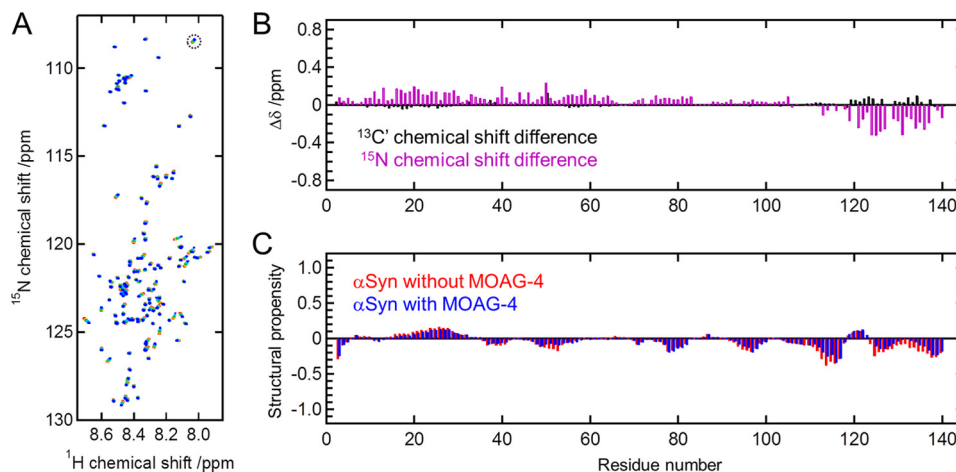 A
110
115
120
125
130
15N chemical shift /ppm
8.6 8.4 8.2 8.0
1H chemical shift /ppm
B
0.8
0.4
0
-0.4
-0.8
Δδ /ppm
13C' chemical shift difference
15N chemical shift difference
0 20 40 60 80 100 120 140
C
1.0
0.5
0
-0.5
-1.0
Structural propensity
αSyn without MOAG-4
αSyn with MOAG-4
0 20 40 60 80 100 120 140
Residue number